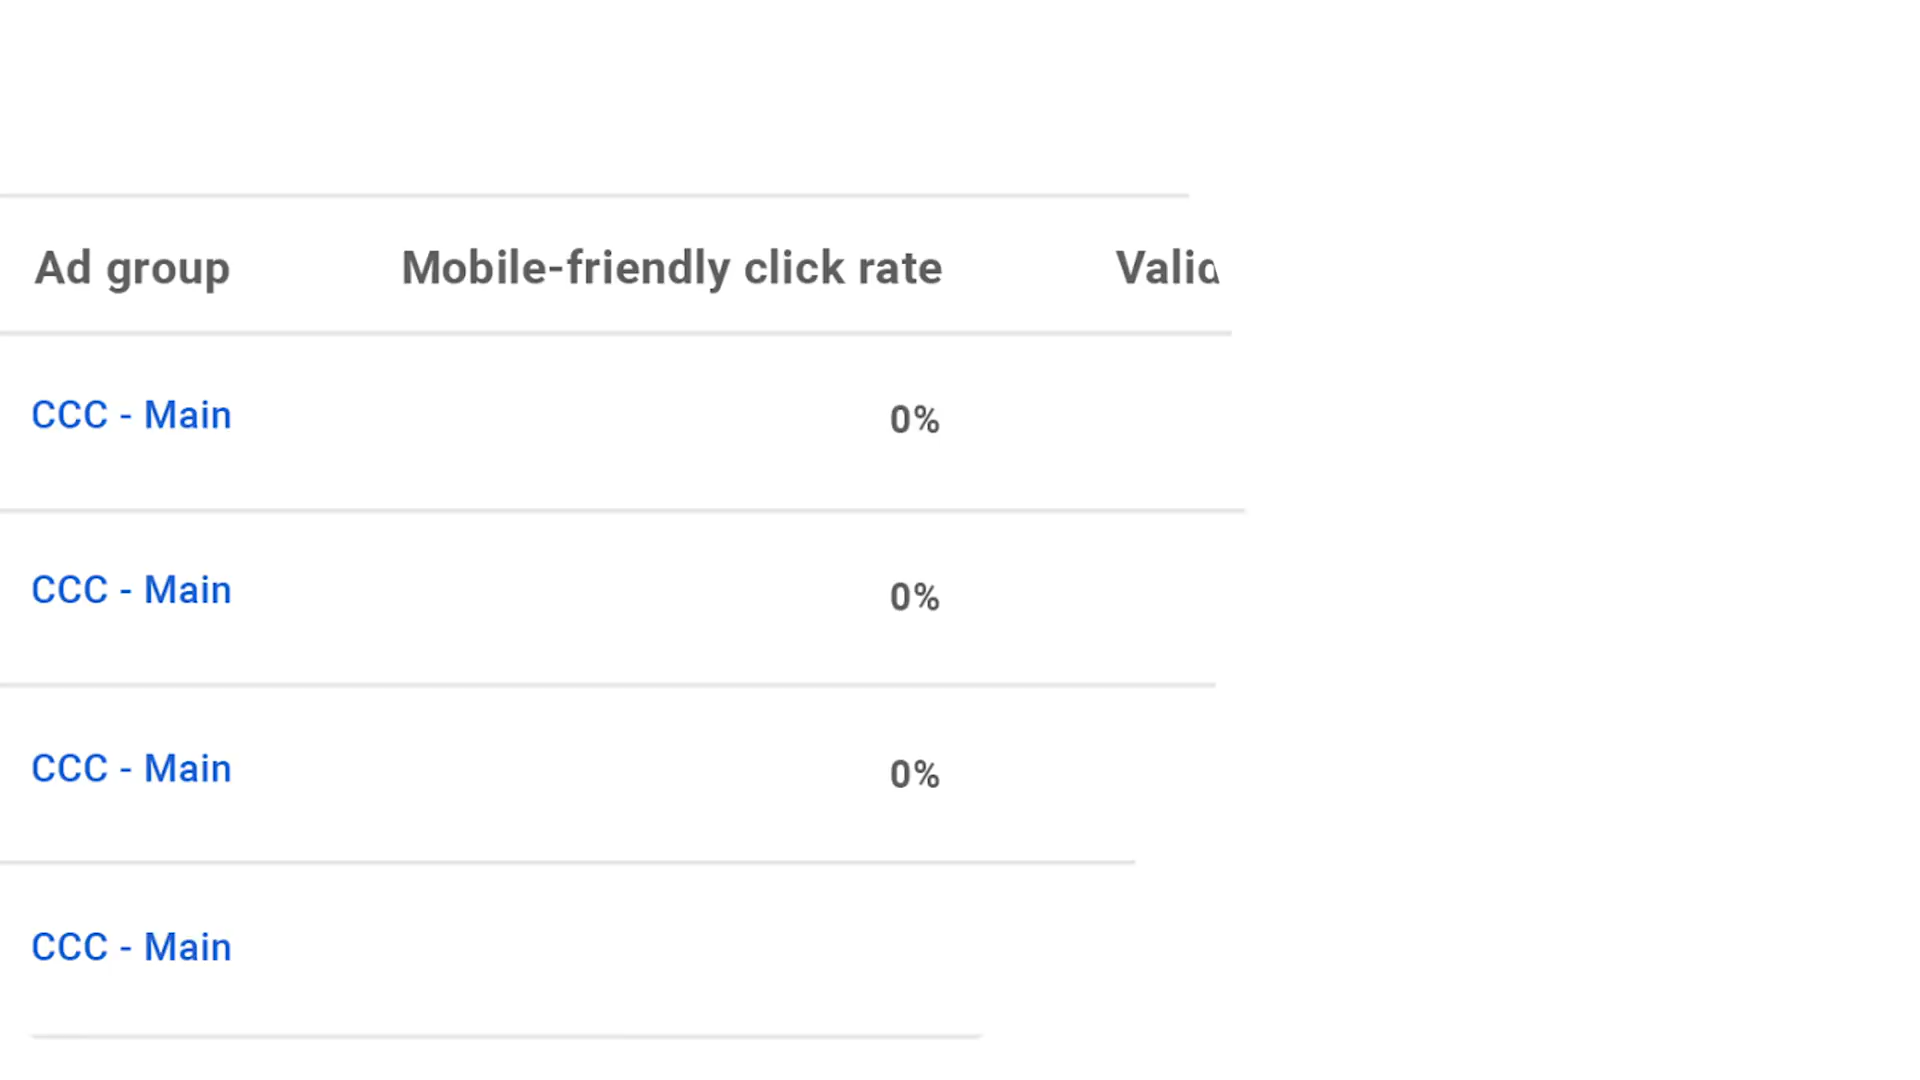 Ad group Mobile-friendly click rate
CCC - Main 0%
CCC - Main 0%
CCC - Main 0%
CCC - Main